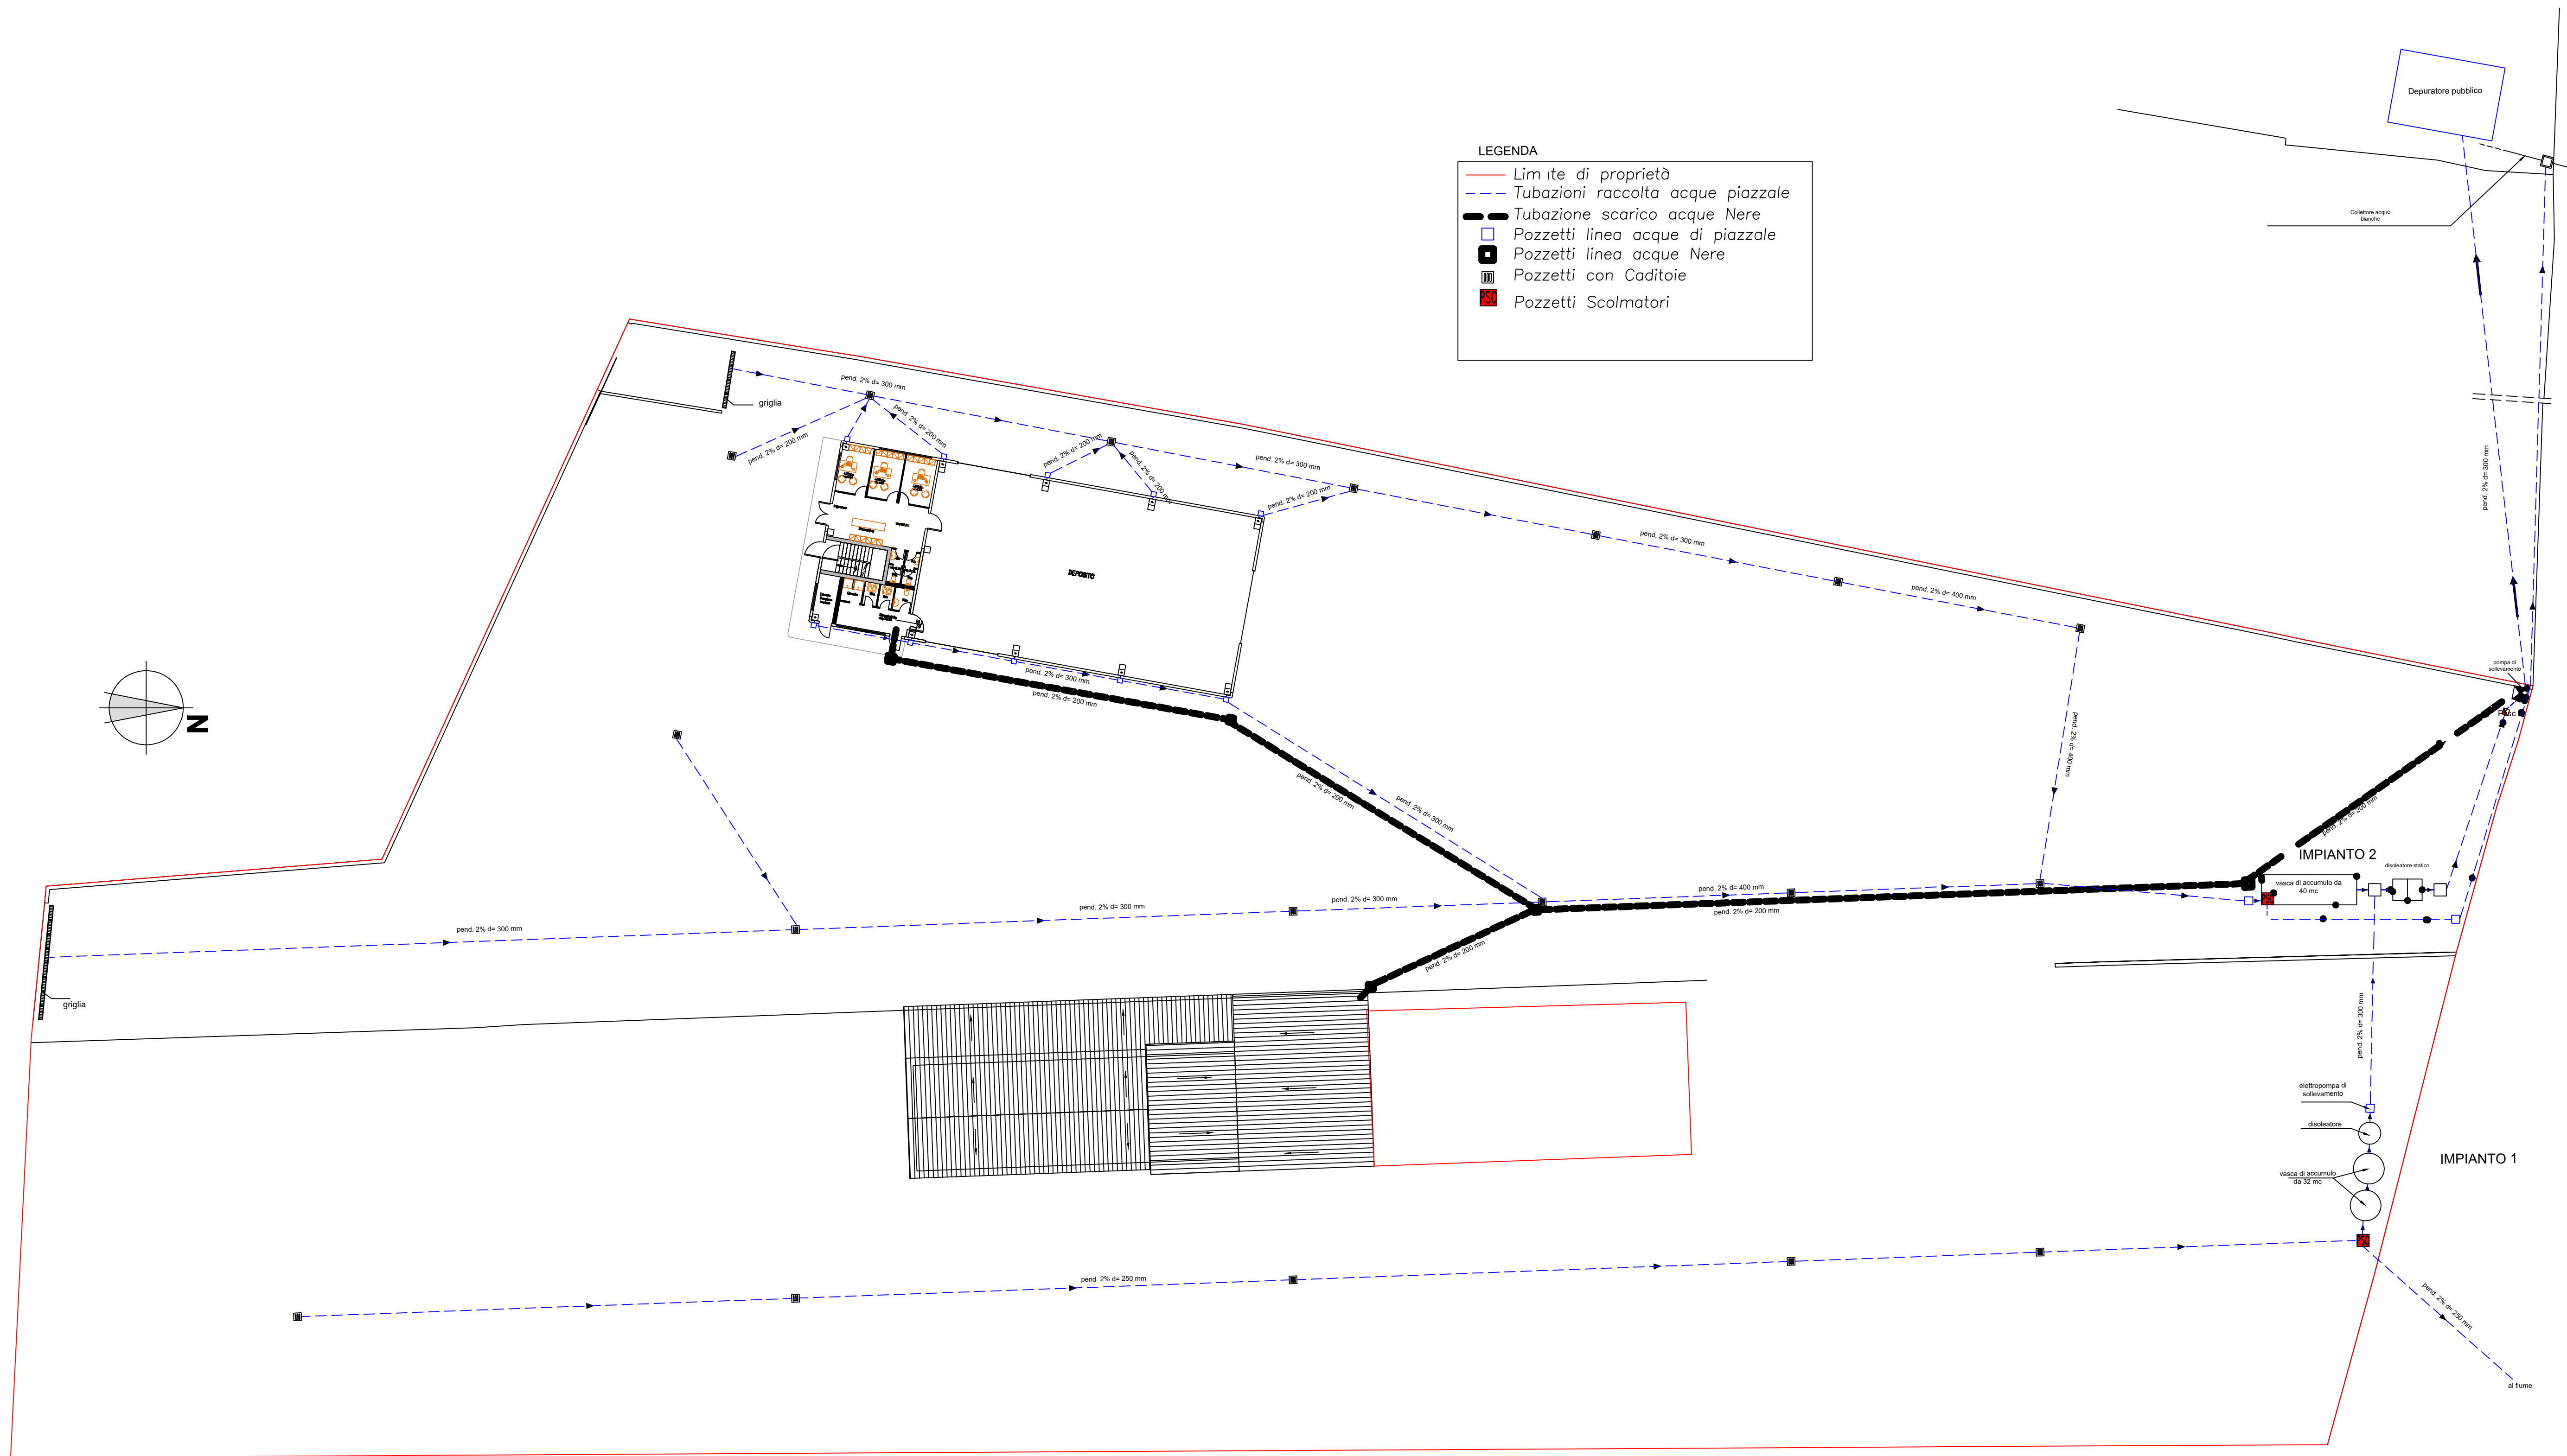 Depuratore pubblico
LEGENDA
Lim ite di proprietà
Tubazioni raccolta acque piazzale
Tubazione scarico acque Nere
Pozzetti linea acque di piazzale
Pozzetti linea acque Nere
Pozzetti con Caditoie
PSC
Pozzetti Scolmatori
Collettore acque
bianche
pend. 2% d= 300 mm
griglia
pend. 2% d= 200 mm
pend. 2% d= 200 mm
pend. 2% d= 200 mm
pend. 2% d= 200 mm
pend. 2% d= 300 mm
pend. 2% d= 200 mm
pend. 2% d= 300 mm
pend. 2% d= 300 mm
pend. 2% d= 400 mm
DEPOSITO
pompa di
sollevamento
pend. 2% d= 300 mm
pend. 2% d= 200 mm
N
pend. 2% d= 400 mm
pend. 2% d= 200 mm
pend. 2% d= 300 mm
pend. 2% d= 200 mm
IMPIANTO 2
disoleatore statico
vasca di accumulo da
40 mc
pend. 2% d= 400 mm
pend. 2% d= 300 mm
pend. 2% d= 300 mm
pend. 2% d= 200 mm
PSC
pend. 2% d= 300 mm
pend. 2% d= 200 mm
griglia
pend. 2% d= 300 mm
elettropompa di
sollevamento
disoleatore
IMPIANTO 1
vasca di accumulo
da 32 mc
PSC
pend. 2% d= 250 mm
pend. 2% d= 250 mm
al fiume